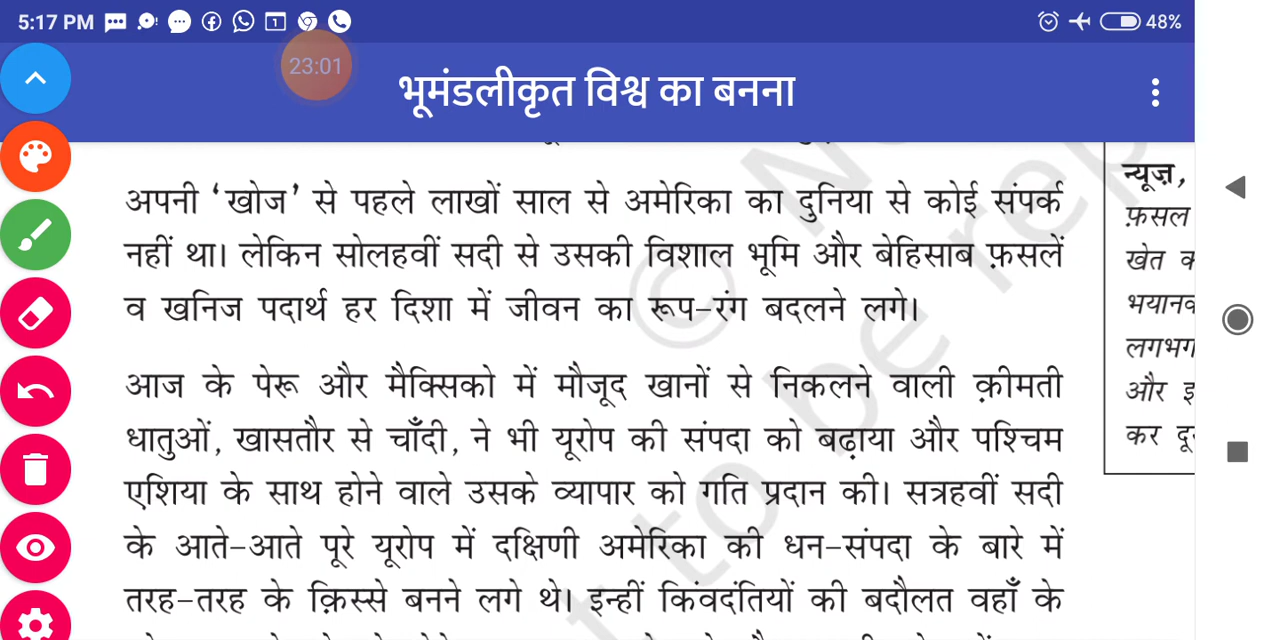 5:17 PM
48%
23:01
भूमंडलीकृत विश्व का बनना
अपनी ‘खोज’ से पहले लाखों साल से अमेरिका का दुनिया से कोई संपर्क
नहीं था। लेकिन सोलहवीं सदी से उसकी विशाल भूमि और बेहिसाब फ़सलें
व खनिज पदार्थ हर दिशा में जीवन का रूप-रंग बदलने लगे।
आज के पेरू और मैक्सिको में मौजूद खानों से निकलने वाली क़ीमती
धातुओं, खासतौर से चाँदी, ने भी यूरोप की संपदा को बढ़ाया और पश्चिम
एशिया के साथ होने वाले उसके व्यापार को गति प्रदान की। सत्रहवीं सदी
के आते-आते पूरे यूरोप में दक्षिणी अमेरिका की धन-संपदा के बारे में
तरह-तरह के क़िस्से बनने लगे थे। इन्हीं किंवदंतियों की बदौलत वहाँ के
न्यूज़,
फ़सल
खेत
लगभग
और
कर
© N
to be rep